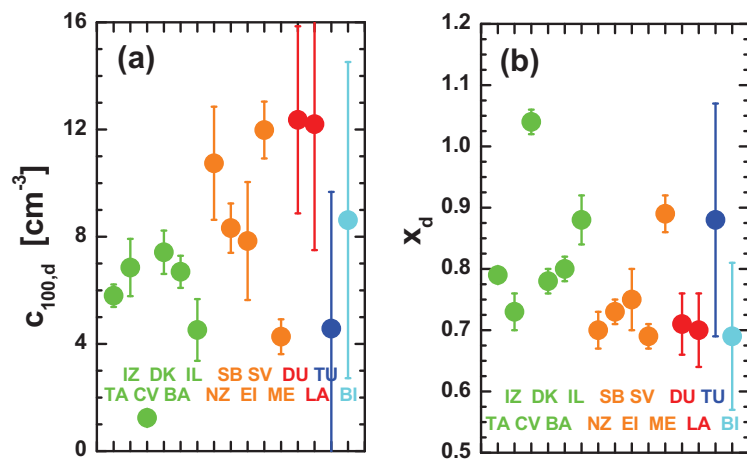 (a)
16
12
8
4
0
c100,d [cm-3]
IZ DK IL SB SV DU TU
TA CV BA NZ EI ME LA BI
(b)
1.2
1.1
1.0
0.9
0.8
0.7
0.6
0.5
xd
IZ DK IL SB SV DU TU
TA CV BA NZ EI ME LA BI